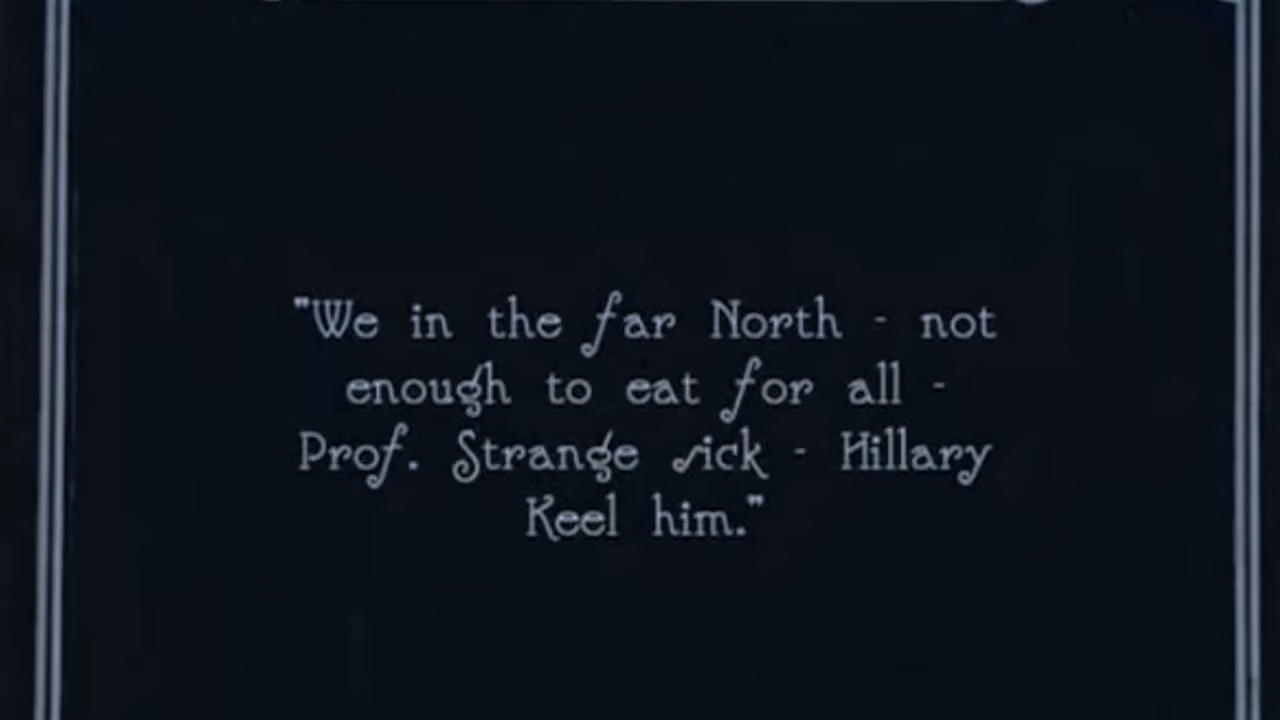 "We in the far North - not
enough to eat for all -
Prof. Strange sick - Hillary
Keel him."